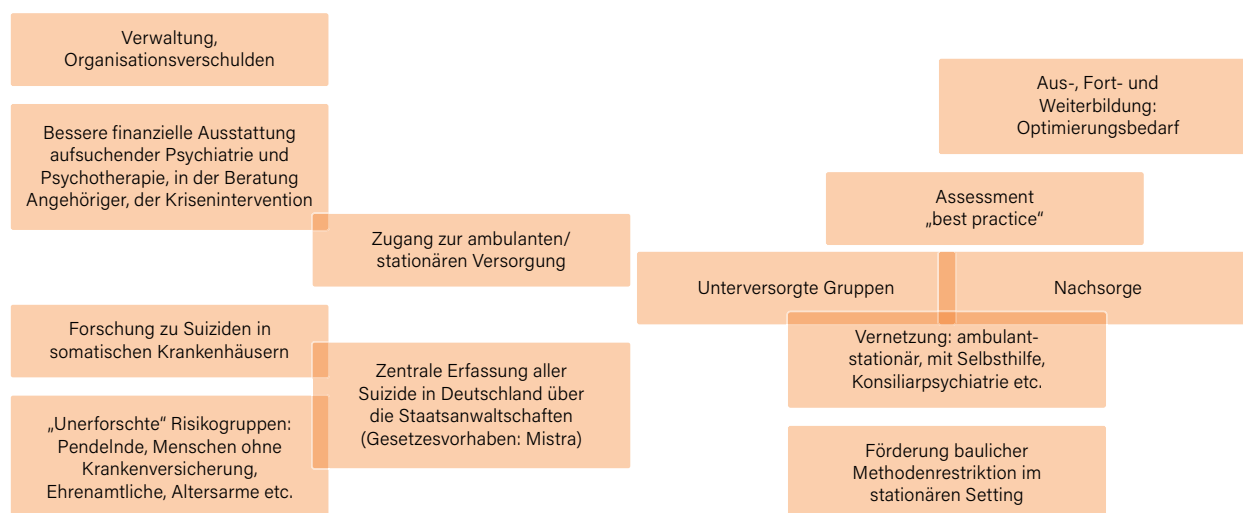 Verwaltung,
Organisationsverschulden
Bessere finanzielle Ausstattung
aufsuchender Psychiatrie und
Psychotherapie, in der Beratung
Angehöriger, der Krisenintervention
Zugang zur ambulanten/
stationären Versorgung
Forschung zu Suiziden in
somatischen Krankenhäusern
Zentrale Erfassung aller
Suizide in Deutschland über
die Staatsanwaltschaften
(Gesetzesvorhaben: Mistra)
„Unerforschte“ Risikogruppen:
Pendelnde, Menschen ohne
Krankenversicherung,
Ehrenamtliche, Altersarme etc.
Aus-, Fort- und
Weiterbildung:
Optimierungsbedarf
Assessment
„best practice“
Unterversorgte Gruppen
Nachsorge
Vernetzung: ambulant-
stationär, mit Selbsthilfe,
Konsiliarpsychiatrie etc.
Förderung baulicher
Methodenrestriktion im
stationären Setting